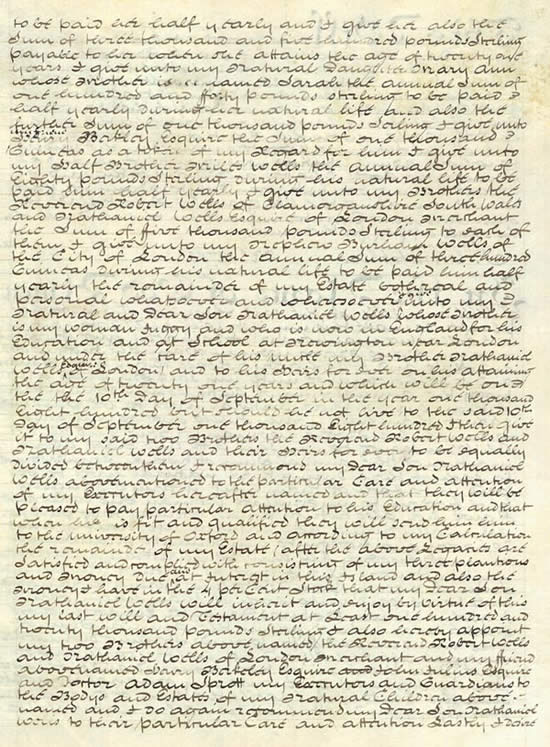 to be paid her half yearly and I give her also the
Sum of three thousand and five hundred pounds Sterling
payable to her when she attains the age of twenty one
years I give unto my Natural Daughter Mary Ann
whose Mother is named Sarah the annual Sum of
one hundred and fforty pounds sterling to be paid
half yearly during her natural life and also the
further Sum of one thousand pounds Sterling I give unto
Berkeley Esquire the Sum of one thousand
Guineas as a token of my Regard for him I give unto
my Half Brother Wells the annual Sum of
Eighty pounds Sterling during his natural life to be
paid him half yearly I give unto my Brothers the
Reverend Robert Wells of Glamorganshire South Wales
and Nathaniel Wells Esquire of London Merchant
the Sum of ffive thousand pounds Sterling to each of
them I give unto my Nephew Wells of
the City of London the annual Sum of three hundred
Guineas during his natural life to be paid him half
yearly the remainder of my Estate both real and
personal whatsoever and wheresoever I give unto my
Natural and Dear Son Nathaniel Wells whose Mother
is my Woman Juggy and who is now in England for his
Education and att School at Newington near London
and under the Care of his uncle my Brother Nathaniel
Wells Esquire (London) and to his Heirs for ever on his attaining
the age of twenty one years and which will be on
the the 10th Day of September in the year one thousand
Eight hundred but should he not live to the said 10th
Day of September one thousand Eight hundred I then give
it to my said two Brothers the Reverend Robert Wells and
Nathaniel Wells and their Heirs for ever to be equally
divided between them I recommend my Dear Son Nathaniel
Wells abovementioned to the particular Care and attention
of my Executors hereafter named and that they will be
pleased to pay particular attention to his Education and that
when he is fit and qualified they will send him
to the University of Oxford and according to my Calculation
the remainder of my Estate (after the above Legacies are
Satisfied and complied with consisting of my three plantions
and money due and att Interest in this Island and also the
money I have in the 4 per Cent Stock that my Dear Son
Nathaniel Wells will inherit and enjoy by virtue of this
my last will and Testament at Least one hundred and
twenty thousand pounds Sterling I also hereby appoint
my two Brothers above named the Reverend Robert Wells
and Nathaniel Wells of London Merchant and my ffriend
abovenamed Henry Berkeley Esquire John Julius Esquire
and Doctor Adam Sprott my Executors and Guardians to
the Bodys and Estates of my Natural Children above
named and I do again recommend my Dear Son Nathaniel
Wells to their particular Care and attention Lastly I desire